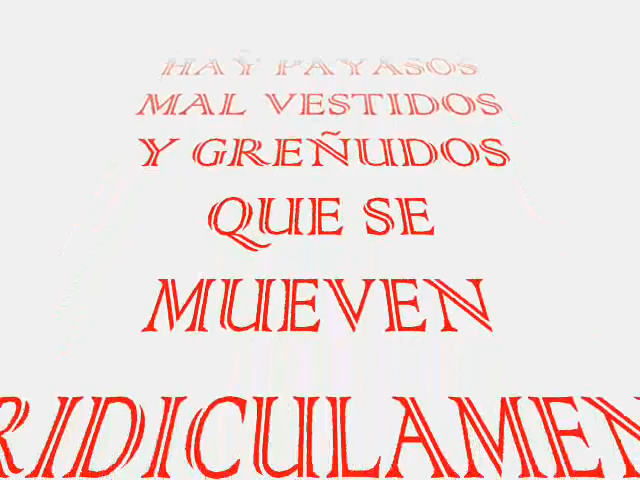 HAY PAYASOS
MAL VESTIDOS
Y GREÑUDOS
QUE SE
MUEVEN
RIDICULAMEN